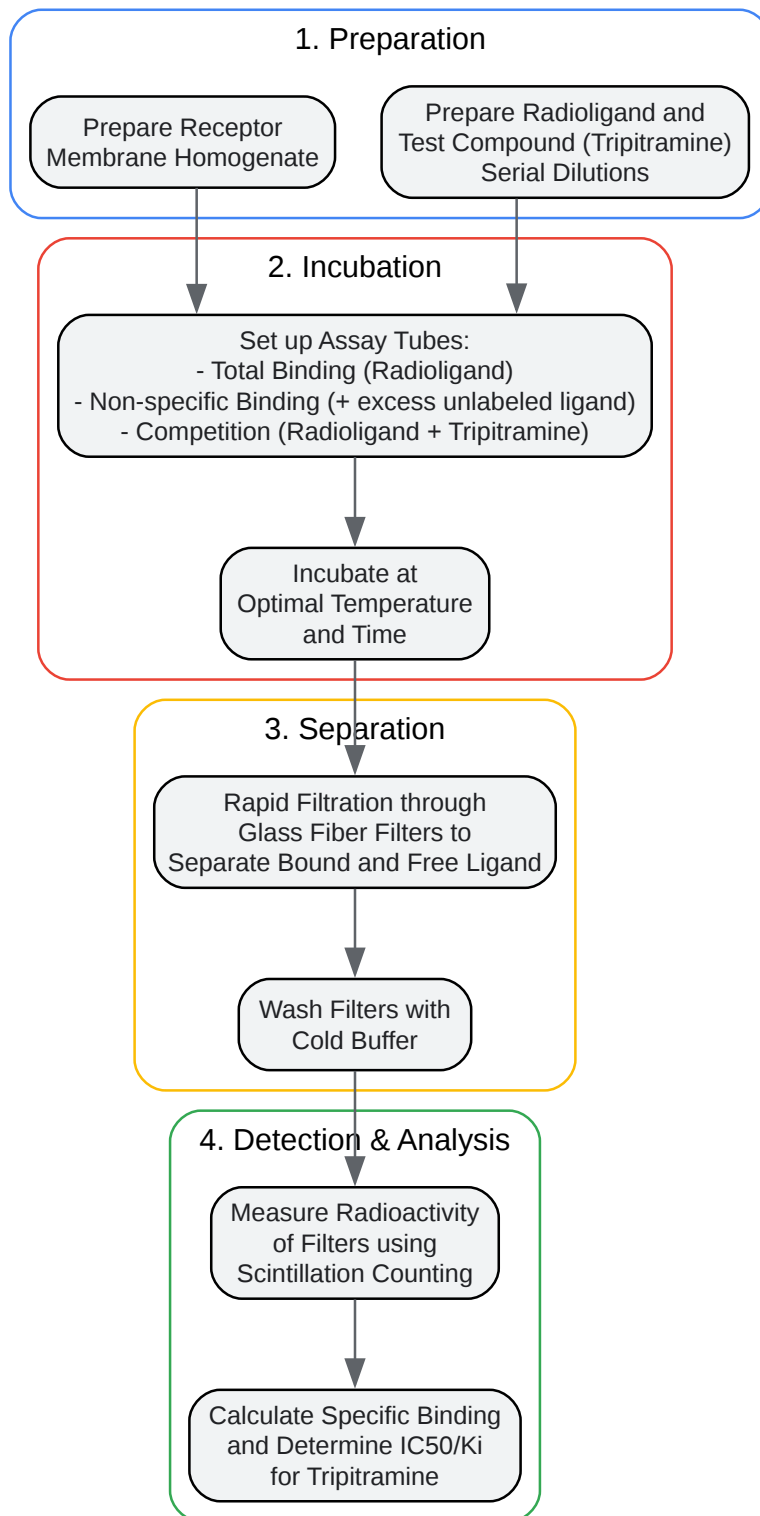 1. Preparation
Prepare Receptor
Membrane Homogenate
Prepare Radioligand and
Test Compound (Tripitramine)
Serial Dilutions
2. Incubation
Set up Assay Tubes:
- Total Binding (Radioligand)
- Non-specific Binding (+ excess unlabeled ligand)
- Competition (Radioligand + Tripitramine)
Incubate at
Optimal Temperature
and Time
3. Separation
Rapid Filtration through
Glass Fiber Filters to
Separate Bound and Free Ligand
Wash Filters with
Cold Buffer
4. Detection & Analysis
Measure Radioactivity
of Filters using
Scintillation Counting
Calculate Specific Binding
and Determine IC50/Ki
for Tripitramine